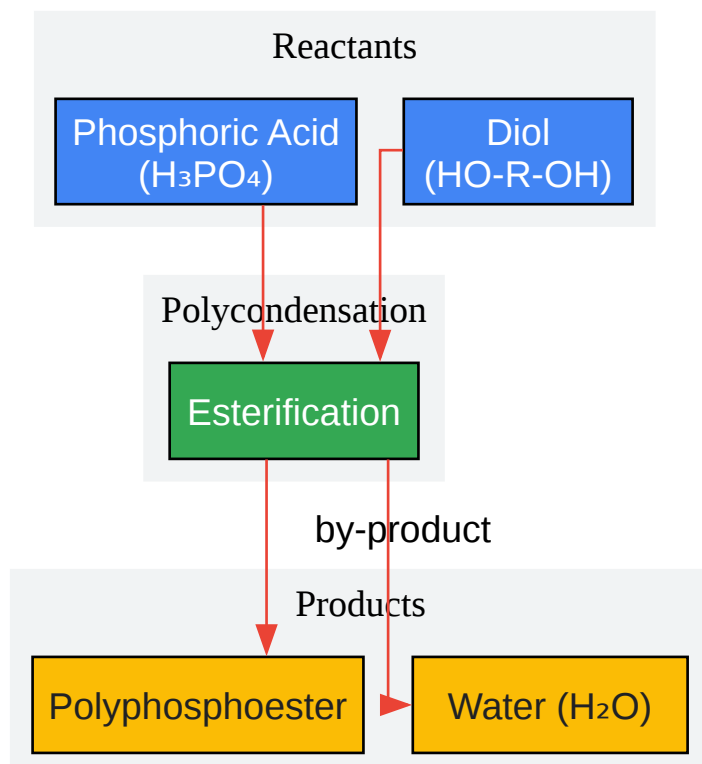 Reactants
Phosphoric Acid
(H₃PO₄)
Diol
(HO-R-OH)
Polycondensation
Esterification
by-product
Products
Polyphosphoester
Water (H₂O)